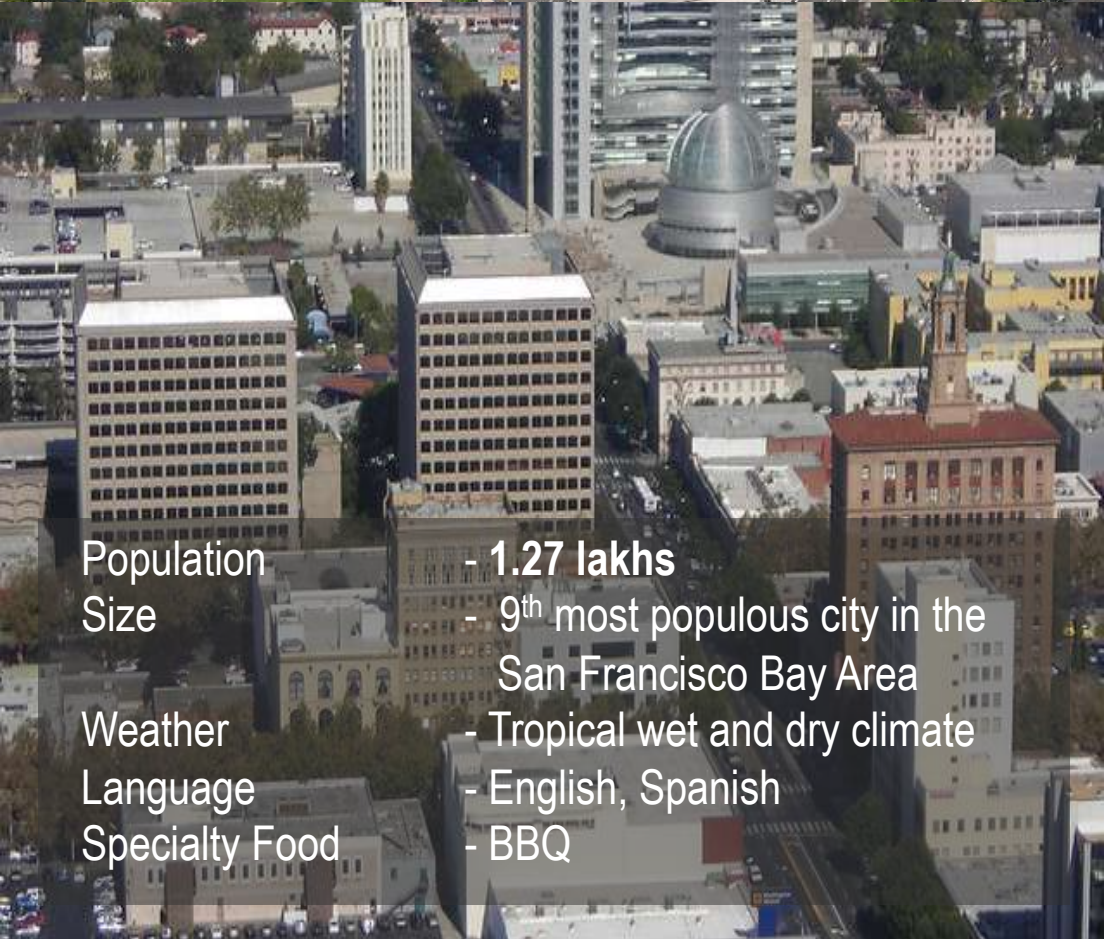 Population - 1.27 lakhs
Size - 9th most populous city in the
San Francisco Bay Area
Weather - Tropical wet and dry climate
Language - English, Spanish
Specialty Food - BBQ